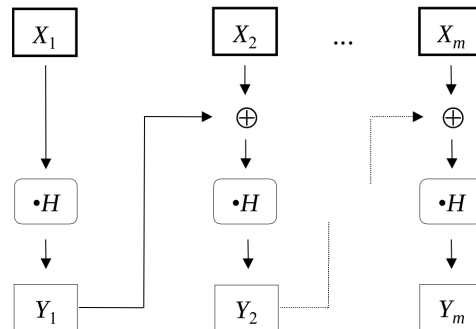 X₁ X₂ ... Xₘ
⊕ ⊕
•H •H •H
Y₁ Y₂ Yₘ